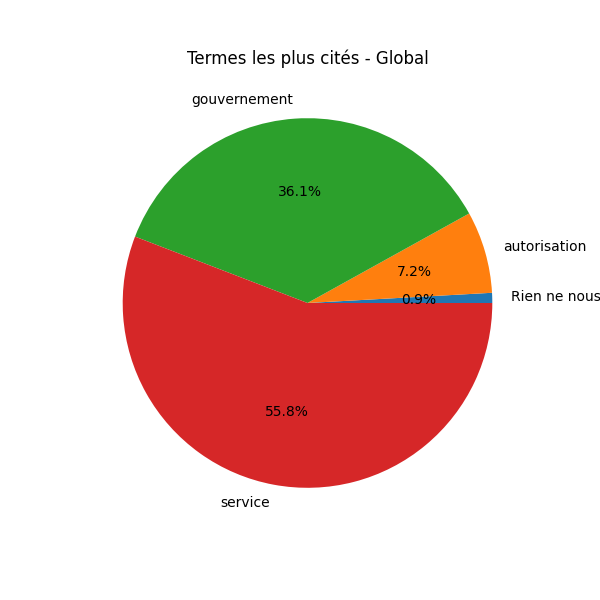 Termes les plus cités - Global
gouvernement
36.1%
autorisation
7.2%
Rien ne nous
0.9%
55.8%
service